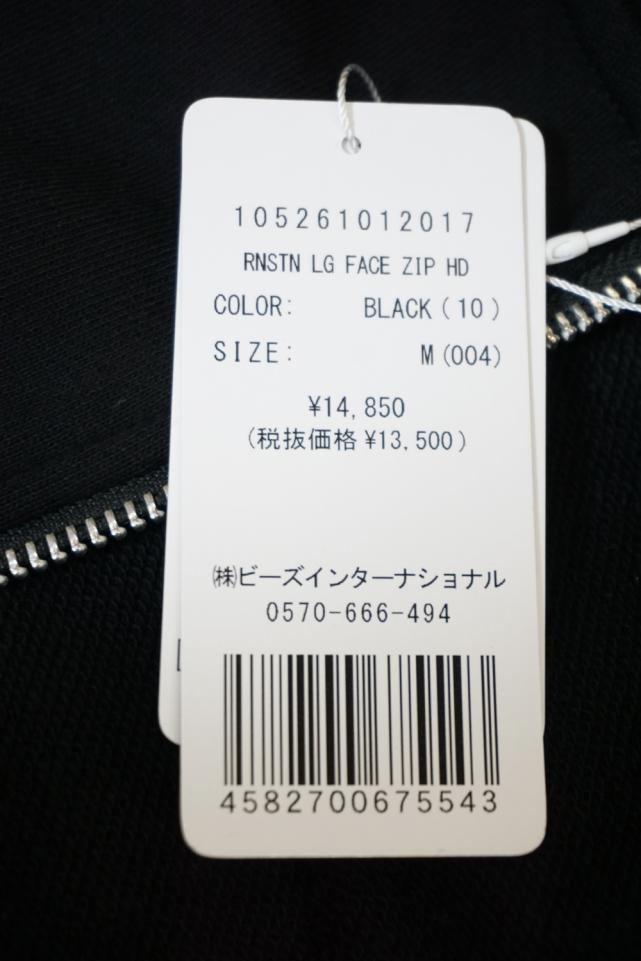 105261012017
RNSTN LG FACE ZIP HD
COLOR: BLACK(10)
SIZE: M(004)
¥14,850
(税抜価格 ¥13,500)
㈱ビーズインターナショナル
0570-666-494
4582700675543